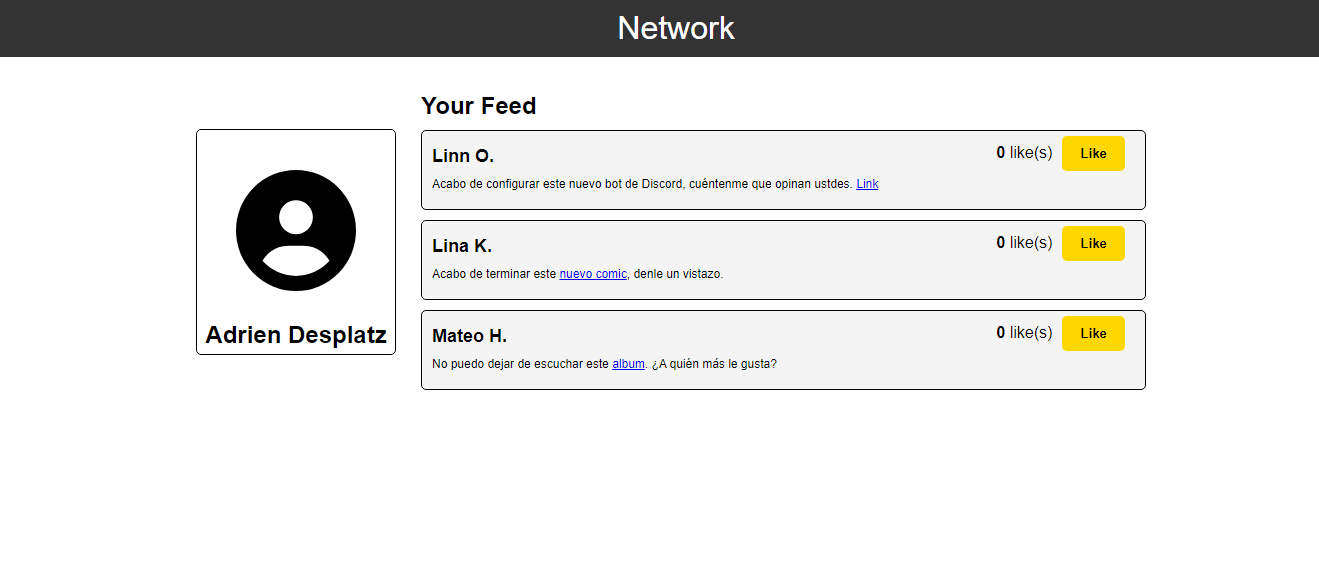 Network
Your Feed
Adrien Desplatz
Linn O.
0 like(s) Like
Acabo de configurar este nuevo bot de Discord, cuéntenme que opinan ustdes. Link
Lina K.
0 like(s) Like
Acabo de terminar este nuevo comic, denle un vistazo.
Mateo H.
0 like(s) Like
No puedo dejar de escuchar este album. ¿A quién más le gusta?